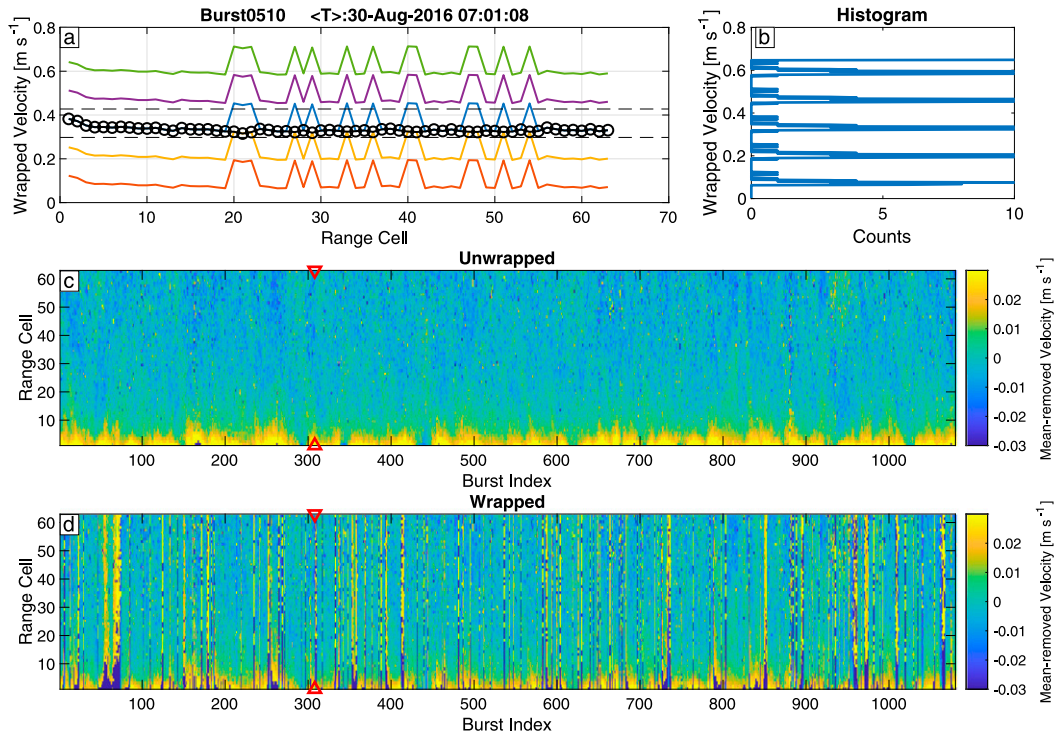 Burst0510 <T>:30-Aug-2016 07:01:08
a
Wrapped Velocity [m s-1]
0.8
0.6
0.4
0.2
0
0 10 20 30 40 50 60 70
Range Cell
Histogram
b
Wrapped Velocity [m s-1]
0.8
0.6
0.4
0.2
0
0 5 10
Counts
Unwrapped
c
Range Cell
60
50
40
30
20
10
100 200 300 400 500 600 700 800 900 1000
Burst Index
0.02
0.01
0
-0.01
-0.02
-0.03
Mean-removed Velocity [m s-1]
Wrapped
d
Range Cell
60
50
40
30
20
10
100 200 300 400 500 600 700 800 900 1000
Burst Index
0.02
0.01
0
-0.01
-0.02
-0.03
Mean-removed Velocity [m s-1]